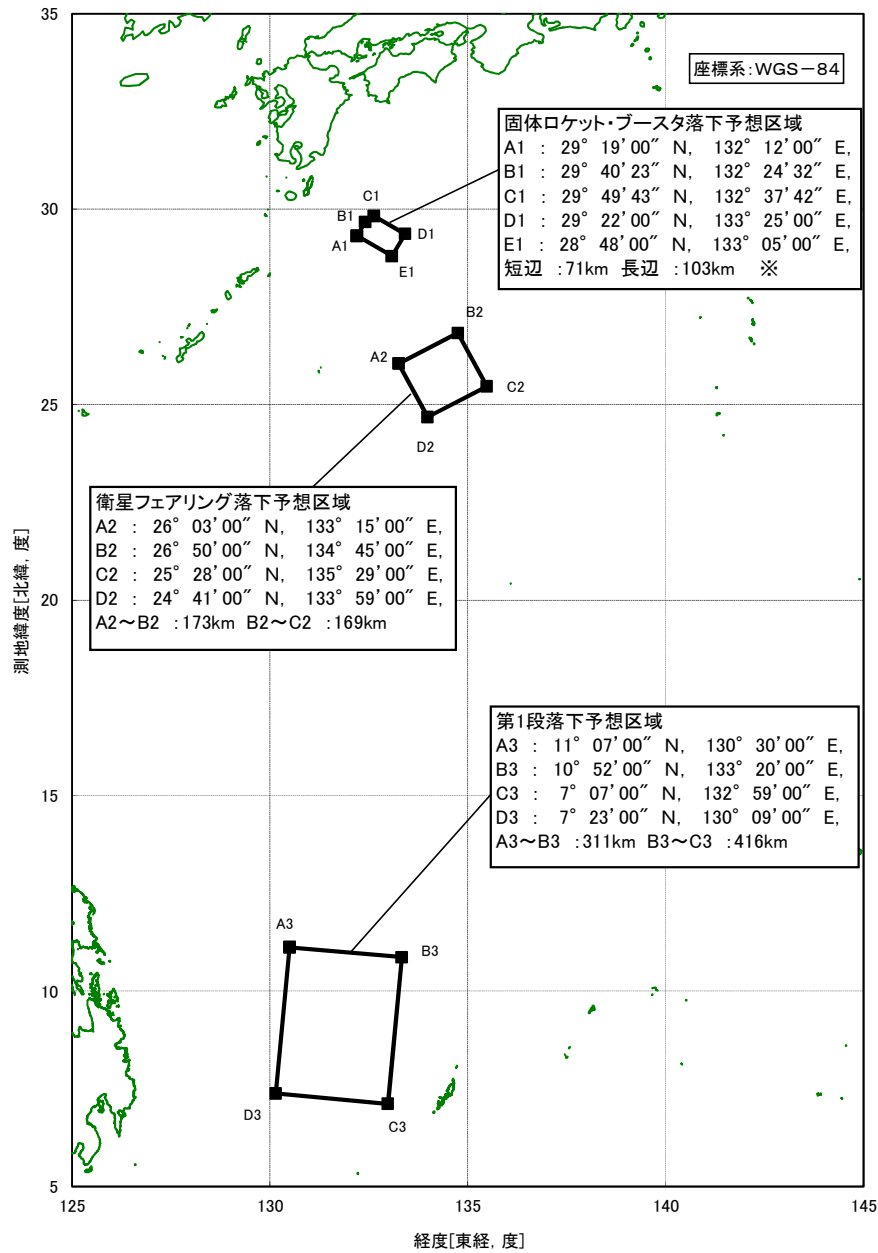 35
座標系:WGS－84
固体ロケット・ブースタ落下予想区域
A1 : 29° 19'00″ N, 132° 12'00″ E,
B1 : 29° 40'23″ N, 132° 24'32″ E,
C1 : 29° 49'43″ N, 132° 37'42″ E,
D1 : 29° 22'00″ N, 133° 25'00″ E,
E1 : 28° 48'00″ N, 133° 05'00″ E,
短辺 :71km 長辺 :103km ※
C1
30
B1
D1
A1
E1
B2
A2
C2
25
D2
衛星フェアリング落下予想区域
A2 : 26° 03'00″ N, 133° 15'00″ E,
B2 : 26° 50'00″ N, 134° 45'00″ E,
C2 : 25° 28'00″ N, 135° 29'00″ E,
D2 : 24° 41'00″ N, 133° 59'00″ E,
A2～B2 :173km B2～C2 :169km
20
測地緯度[北緯, 度]
第1段落下予想区域
A3 : 11° 07'00″ N, 130° 30'00″ E,
B3 : 10° 52'00″ N, 133° 20'00″ E,
C3 : 7° 07'00″ N, 132° 59'00″ E,
D3 : 7° 23'00″ N, 130° 09'00″ E,
A3～B3 :311km B3～C3 :416km
15
A3
B3
10
D3
C3
5
125 130 135 140 145
経度[東経, 度]